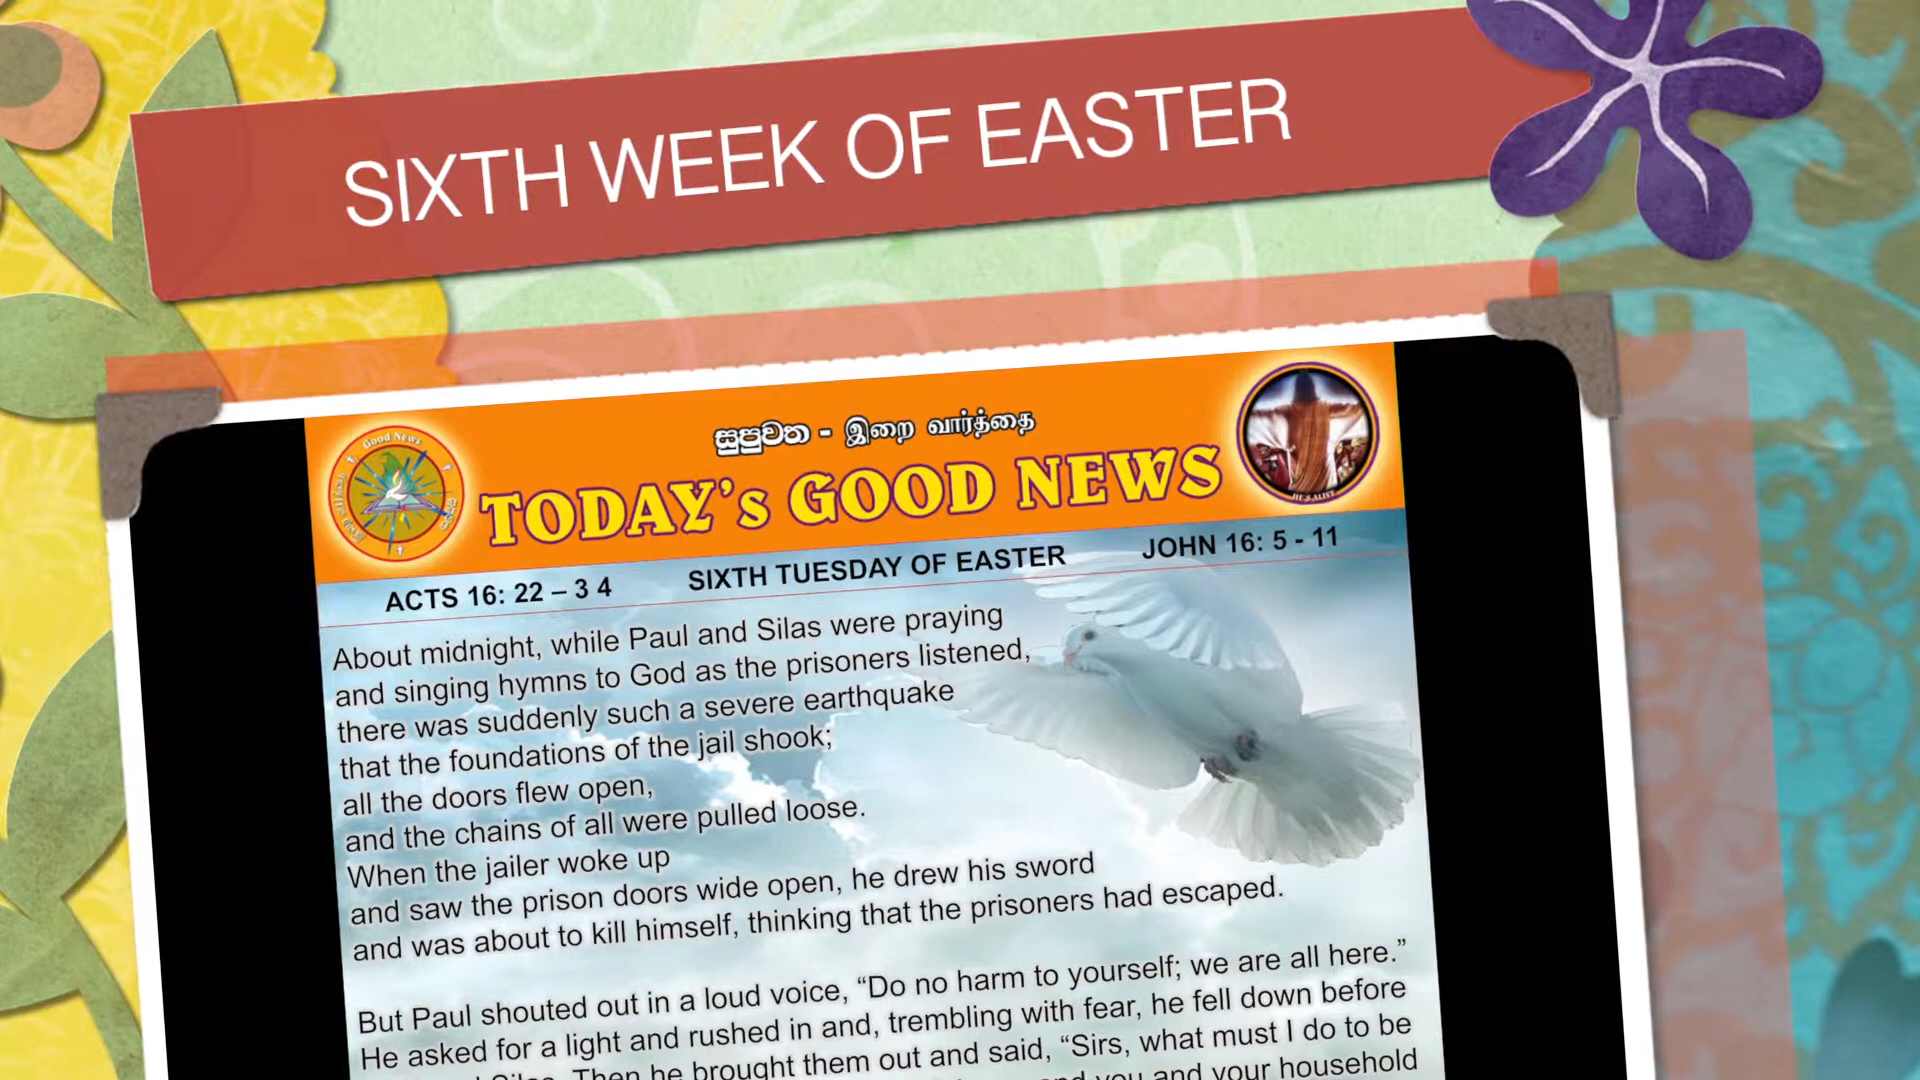 SIXTH WEEK OF EASTER
Good News
සුපුවත - இறை வார்த்தை
TODAY's GOOD NEWS
HE S ALIVE
ACTS 16: 22 – 3 4 SIXTH TUESDAY OF EASTER JOHN 16: 5 - 11
About midnight, while Paul and Silas were praying
and singing hymns to God as the prisoners listened,
there was suddenly such a severe earthquake
that the foundations of the jail shook;
all the doors flew open,
and the chains of all were pulled loose.
When the jailer woke up
and saw the prison doors wide open, he drew his sword
and was about to kill himself, thinking that the prisoners had escaped.
But Paul shouted out in a loud voice, “Do no harm to yourself; we are all here.”
He asked for a light and rushed in and, trembling with fear, he fell down before
Silas. Then he brought them out and said, “Sirs, what must I do to be
and you and your household